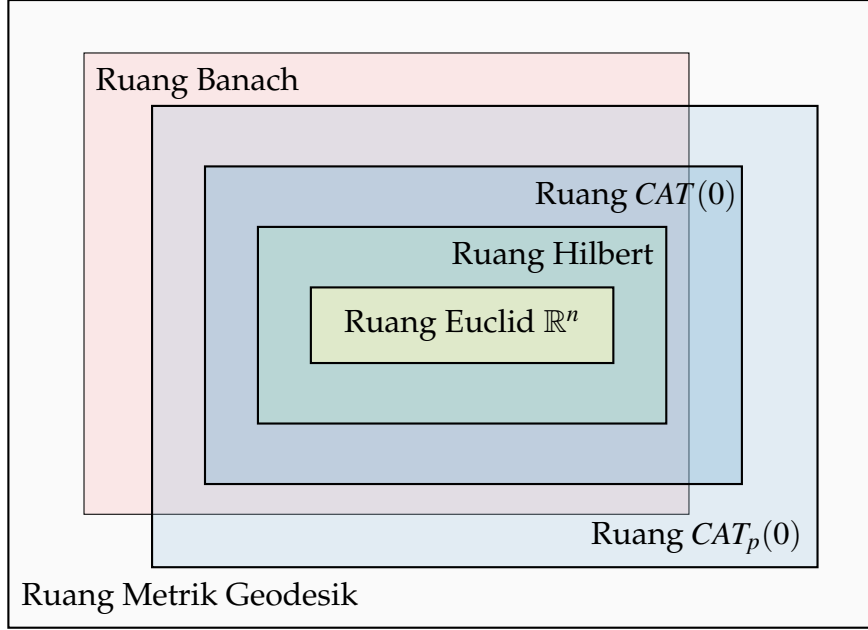 Ruang Banach
Ruang CAT(0)
Ruang Hilbert
Ruang Euclid ℝⁿ
Ruang CATₚ(0)
Ruang Metrik Geodesik